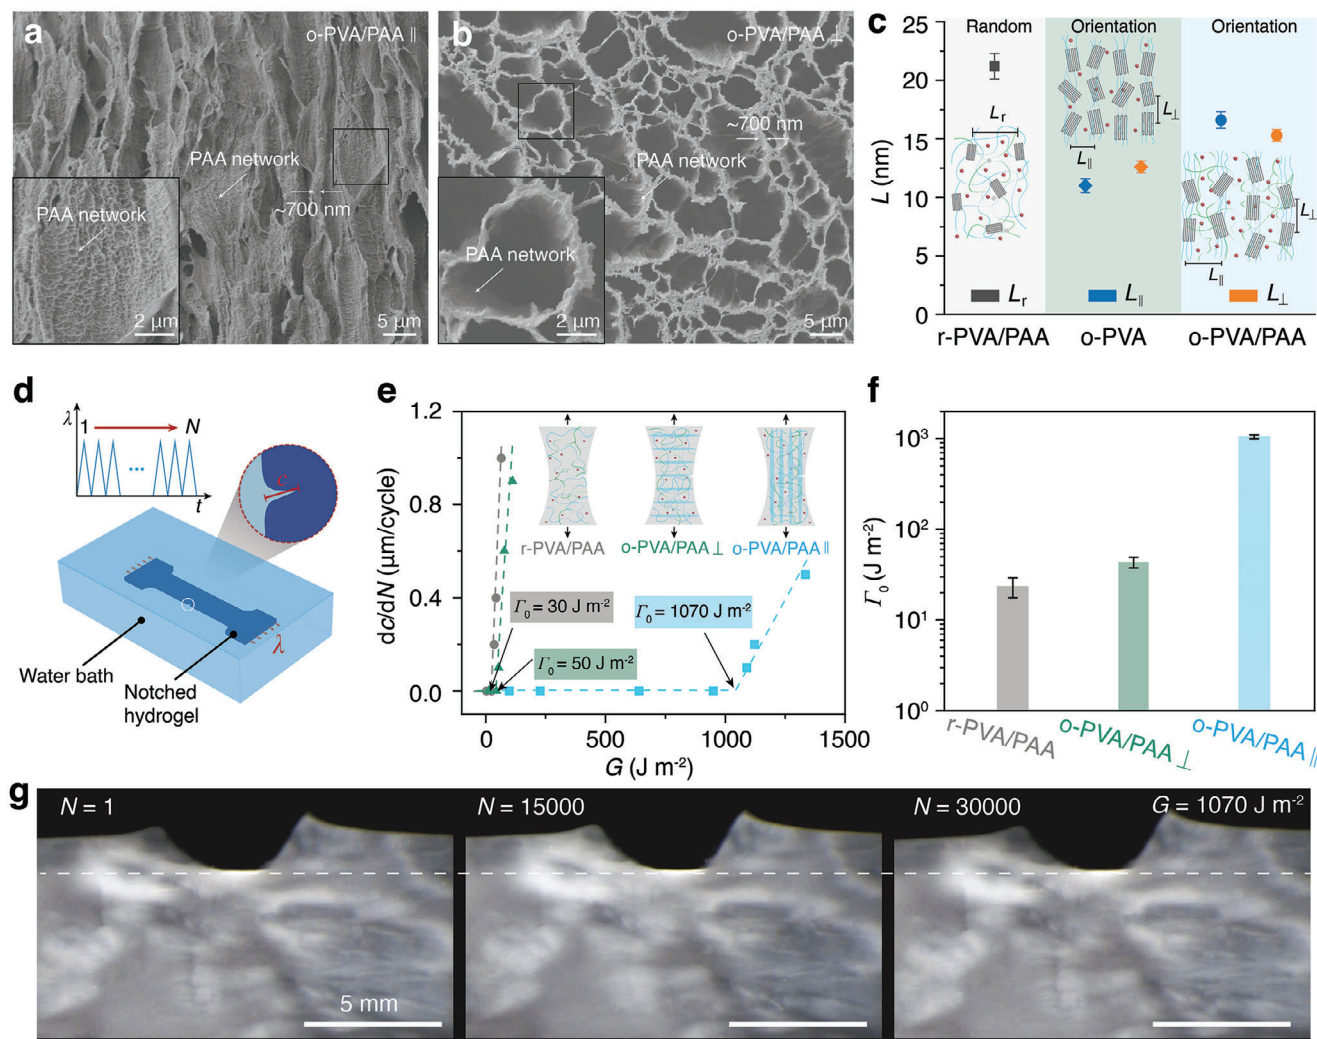 a
o-PVA/PAA ∥
PAA network
PAA network
~700 nm
2 μm
5 μm
b
o-PVA/PAA ⊥
~700 nm
PAA network
PAA network
2 μm
5 μm
c
Random
Orientation
Orientation
25
22
19
15
12
10
7
5
2
0
L (nm)
L⊥
Lr
L∥
L⊥
L∥
Lr
L∥
L⊥
r-PVA/PAA
o-PVA
o-PVA/PAA
d
λ
1
N
...
t
c
λ
Water bath
Notched
hydrogel
e
1.2
0.8
0.4
0.0
dc/dN (μm/cycle)
r-PVA/PAA
o-PVA/PAA⊥
o-PVA/PAA∥
Γ0 = 30 J m-2
Γ0 = 1070 J m-2
Γ0 = 50 J m-2
0
500
1000
1500
G (J m-2)
f
10³
10²
10¹
10⁰
Γ0 (J m-2)
r-PVA/PAA
o-PVA/PAA⊥
o-PVA/PAA∥
g
N = 1
N = 15000
N = 30000
G = 1070 J m-2
5 mm